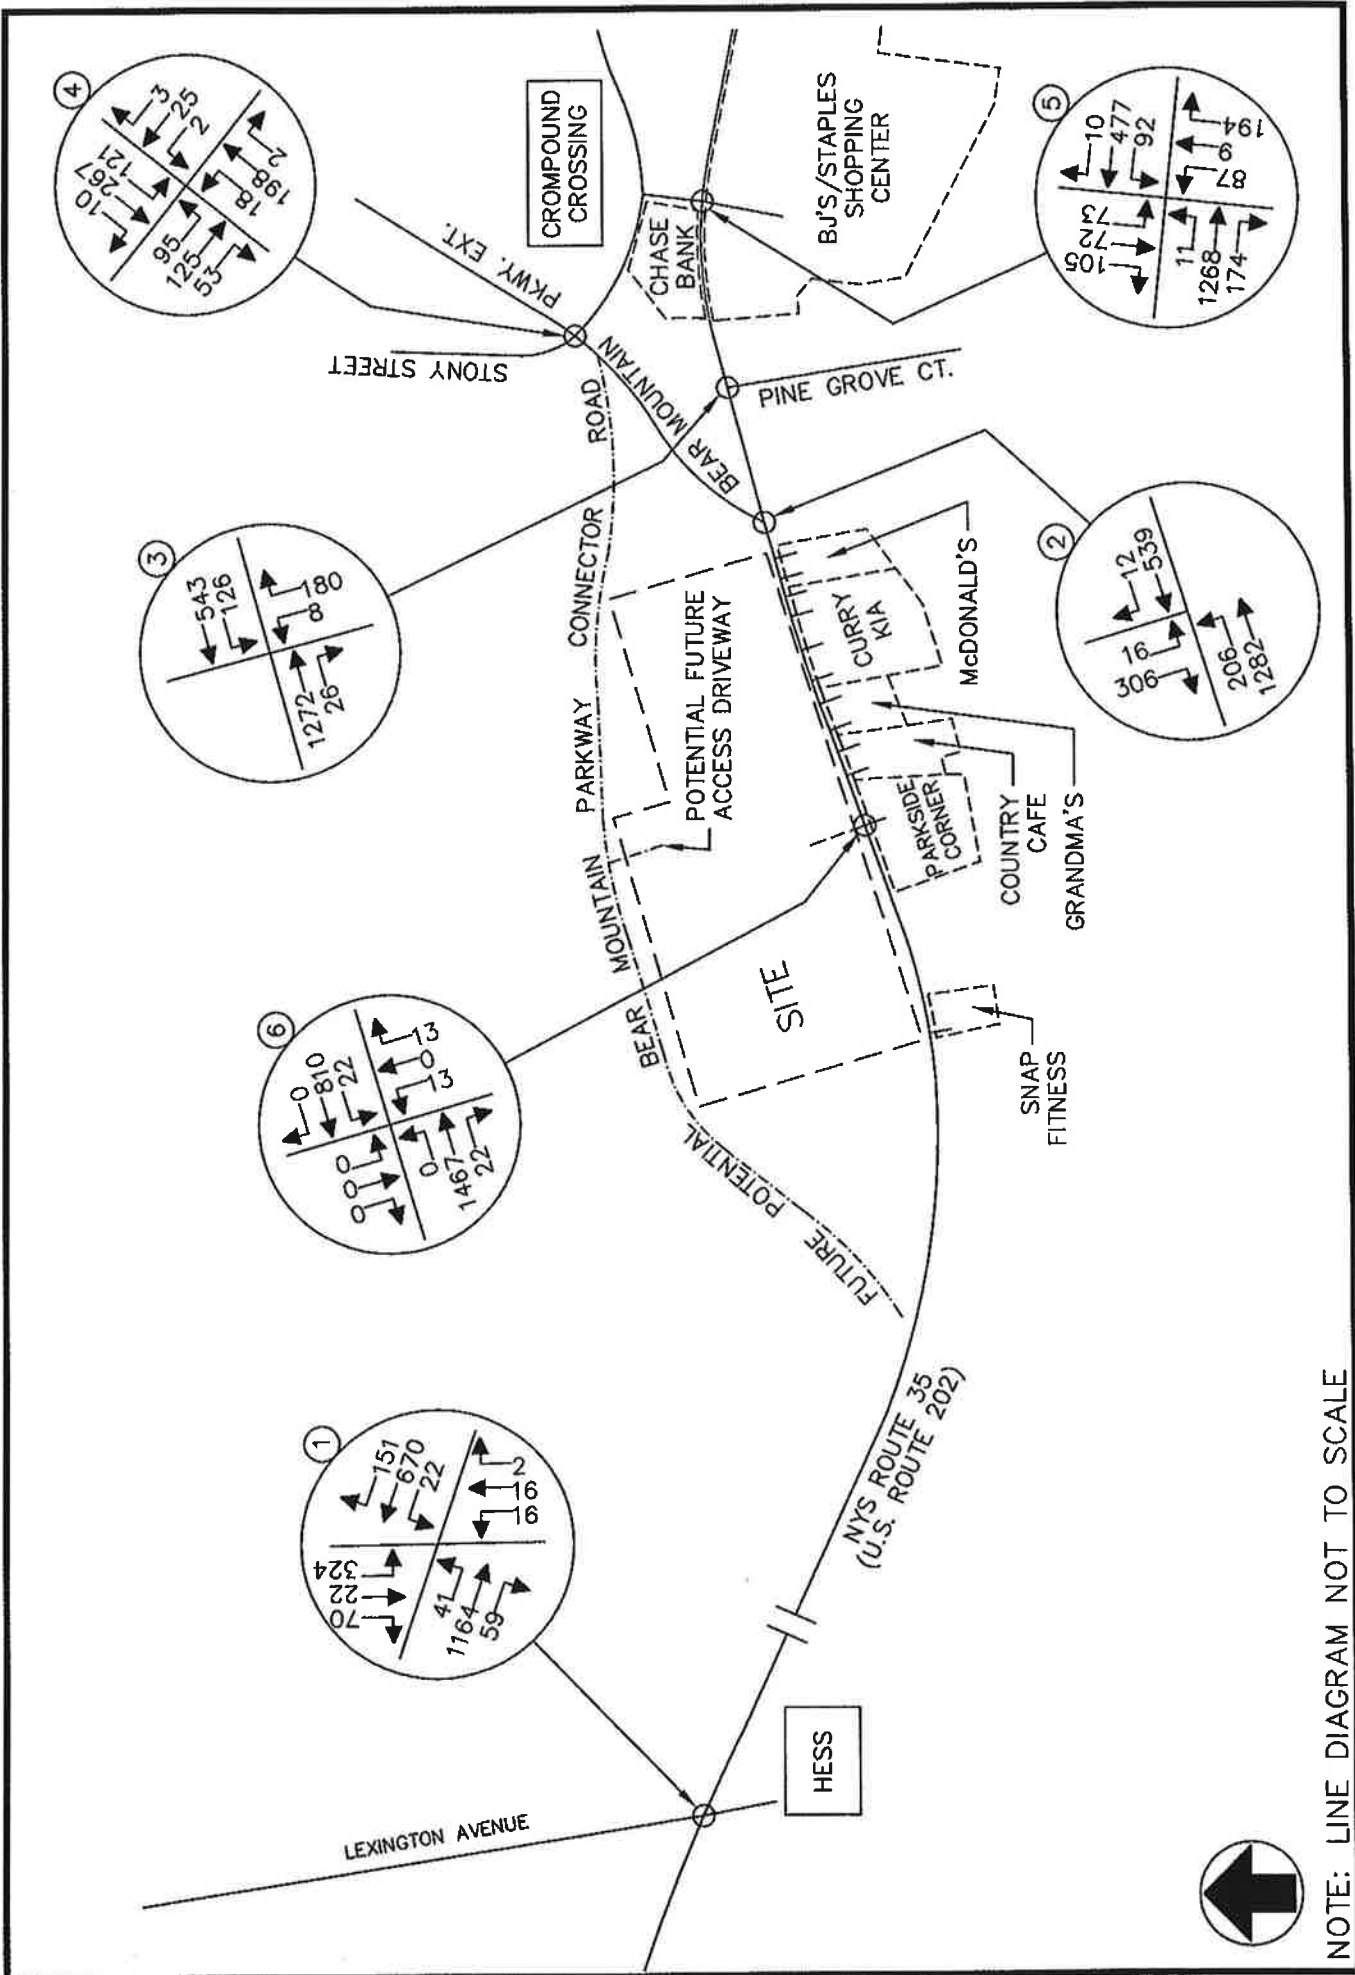 LEXINGTON AVENUE
HESS
NYS ROUTE 35
(U.S. ROUTE 202)
1
70
22
324
151
670
22
41
1164
59
16
16
2
6
0
0
0
0
810
22
0
1467
22
13
0
13
3
543
126
1272
26
8
180
4
10
267
121
3
25
2
95
125
53
18
198
2
STONY STREET
PKWY. EXT.
BEAR MOUNTAIN
CROMPOUND
CROSSING
FUTURE POTENTIAL BEAR MOUNTAIN PARKWAY CONNECTOR ROAD
POTENTIAL FUTURE
ACCESS DRIVEWAY
SITE
CHASE
BANK
PINE GROVE CT.
BJ'S/STAPLES
SHOPPING
CENTER
SNAP
FITNESS
PARKSIDE
CORNER
COUNTRY
CAFE
GRANDMA'S
CURRY
KIA
McDONALD'S
2
306
16
12
539
206
1282
5
105
72
73
10
477
92
11
1268
174
87
9
194
NOTE: LINE DIAGRAM NOT TO SCALE